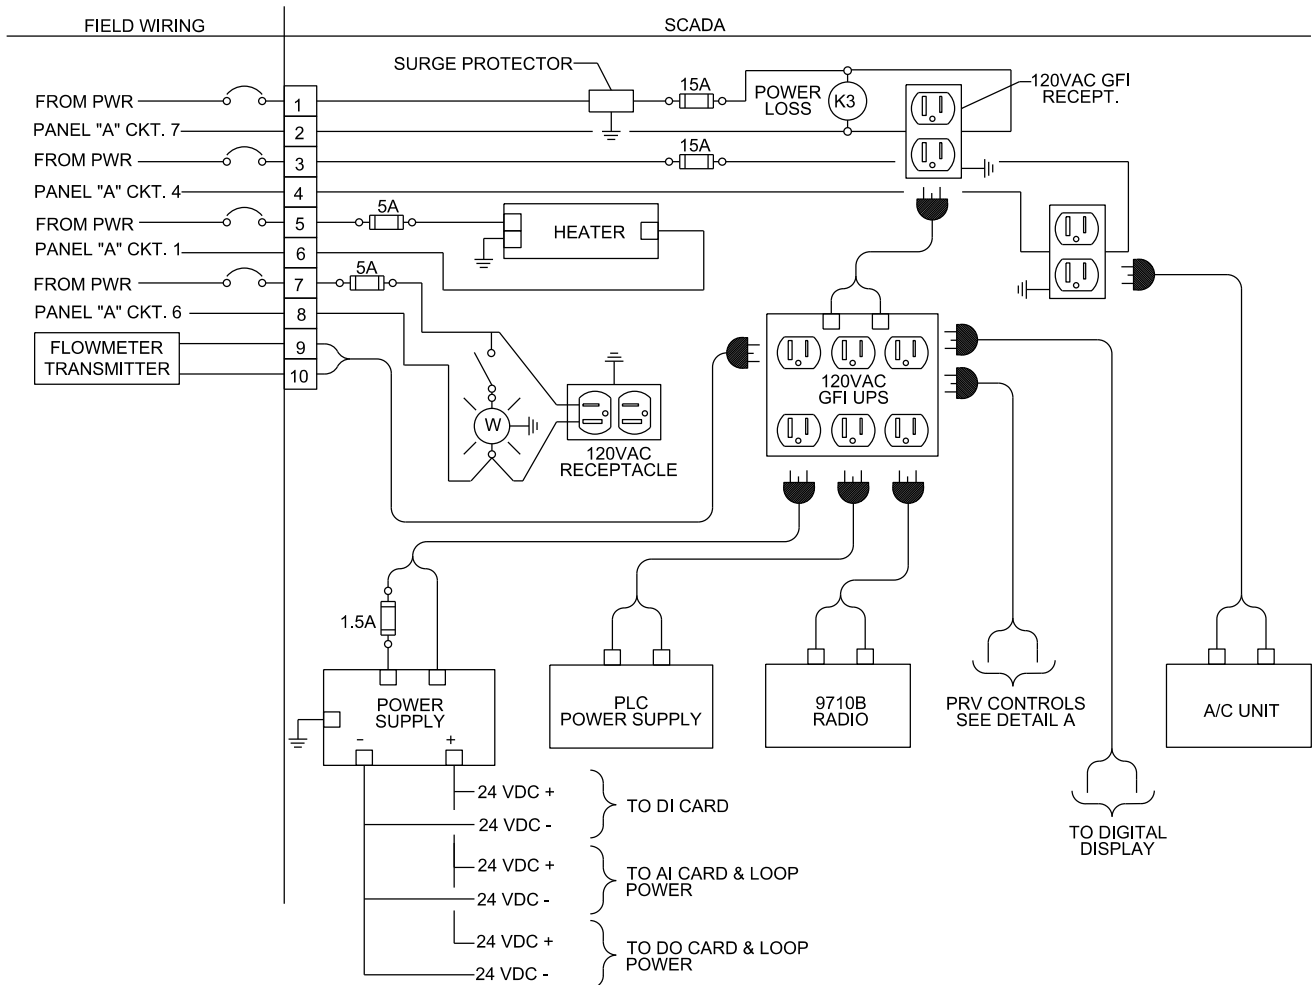 FIELD WIRING
SCADA
SURGE PROTECTOR
15A
POWER
LOSS
K3
120VAC GFI
RECEPT.
FROM PWR
1
PANEL "A" CKT. 7
2
FROM PWR
3
15A
PANEL "A" CKT. 4
4
FROM PWR
5
5A
HEATER
PANEL "A" CKT. 1
6
FROM PWR
7
5A
PANEL "A" CKT. 6
8
FLOWMETER
TRANSMITTER
9
10
W
120VAC
RECEPTACLE
120VAC
GFI UPS
1.5A
POWER
SUPPLY
-
+
PLC
POWER SUPPLY
9710B
RADIO
PRV CONTROLS
SEE DETAIL A
A/C UNIT
24 VDC +
24 VDC -
TO DI CARD
24 VDC +
24 VDC -
TO AI CARD & LOOP
POWER
24 VDC +
24 VDC -
TO DO CARD & LOOP
POWER
TO DIGITAL
DISPLAY